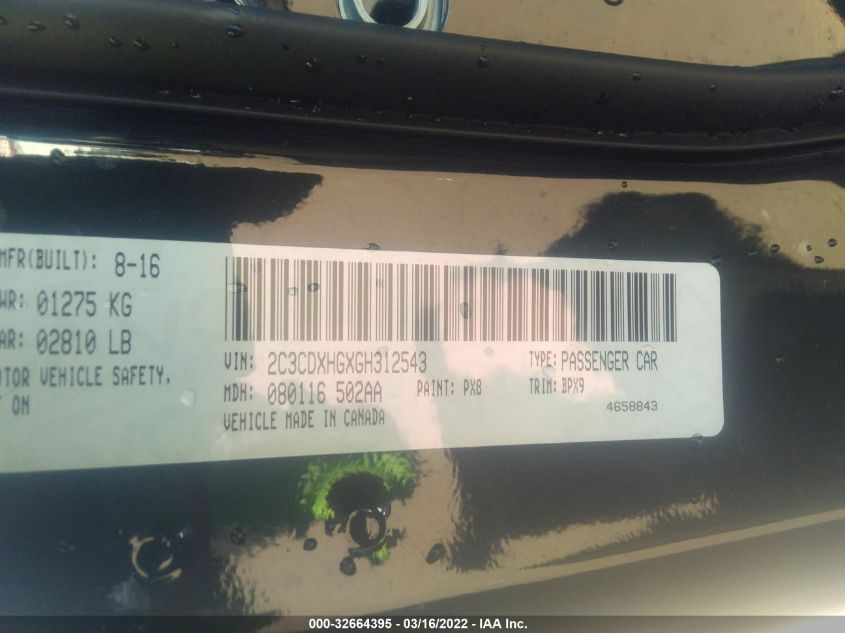 MFR(BUILT): 8-16
WR: 01275 KG
AR: 02810 LB
OTOR VEHICLE SAFETY,
T ON
VIN: 2C3CDXHGXGH312543 TYPE: PASSENGER CAR
MDH: 080116 502AA PAINT: PX8 TRIM: BPX9
VEHICLE MADE IN CANADA 4658843
000-32664395 - 03/16/2022 - IAA Inc.